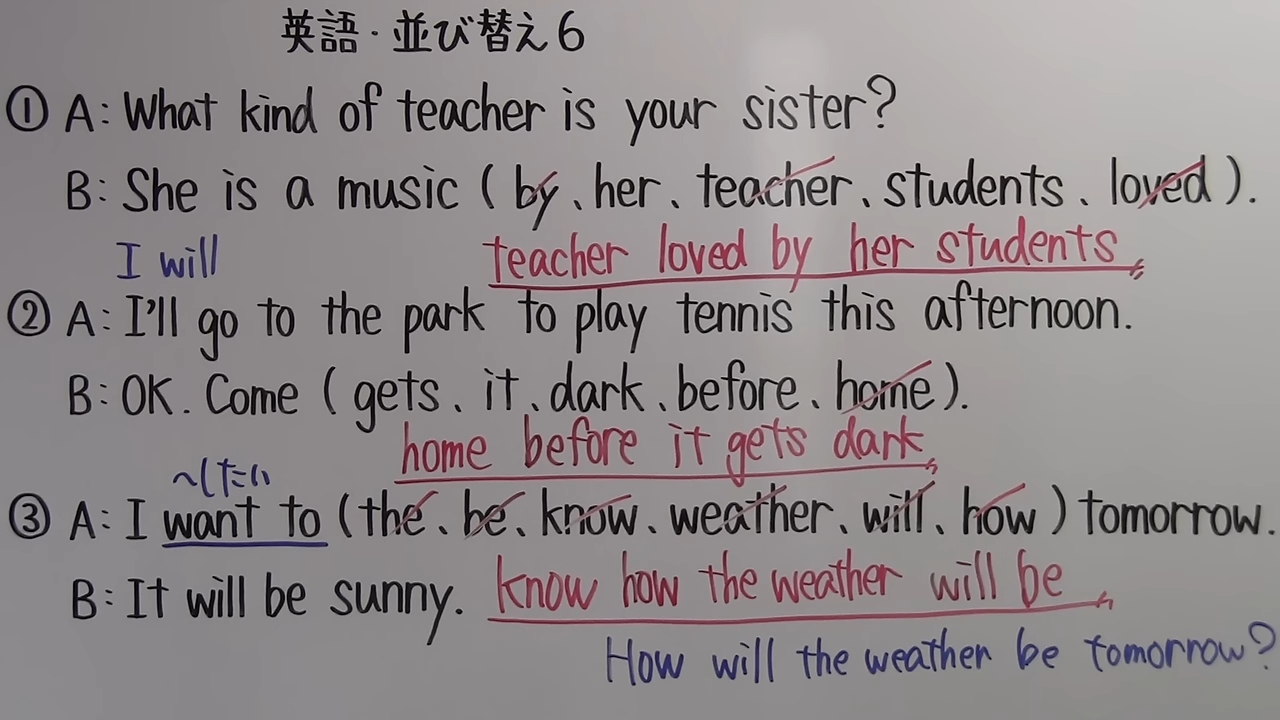 英語・並び替え6
① A: What kind of teacher is your sister?
B: She is a music (by、her、teacher、students、loved).
I will
teacher loved by her students
② A: I'll go to the park to play tennis this afternoon.
B: OK. Come (gets、it、dark、before、home).
home before it gets dark
〜したい
③ A: I want to (the、be、know、weather、will、how) tomorrow.
B: It will be sunny.
know how the weather will be
How will the weather be tomorrow?